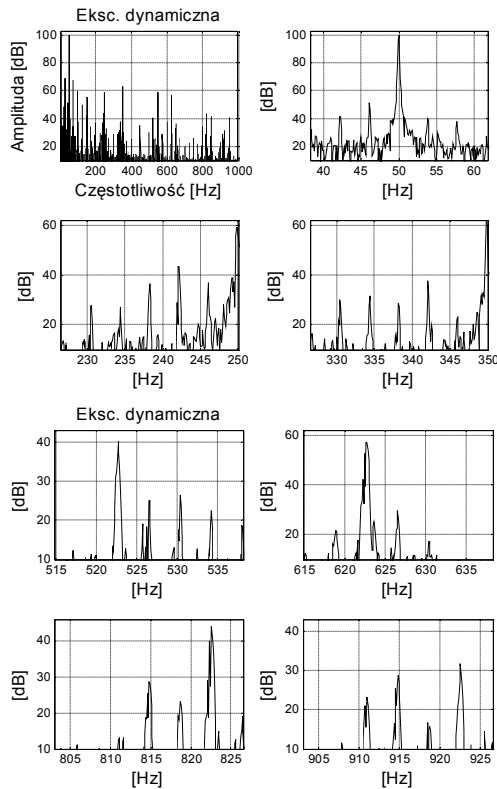 Eksc. dynamiczna
Amplituda [dB]
100
80
60
40
20
200 400 600 800 1000
Częstotliwość [Hz]
[dB]
100
80
60
40
20
40 45 50 55 60
[Hz]
[dB]
60
40
20
230 235 240 245 250
[Hz]
[dB]
60
40
20
330 335 340 345 350
[Hz]
Eksc. dynamiczna
[dB]
40
30
20
10
515 520 525 530 535
[Hz]
[dB]
60
40
20
615 620 625 630 635
[Hz]
[dB]
40
30
20
10
805 810 815 820 825
[Hz]
[dB]
40
30
20
10
905 910 915 920 925
[Hz]